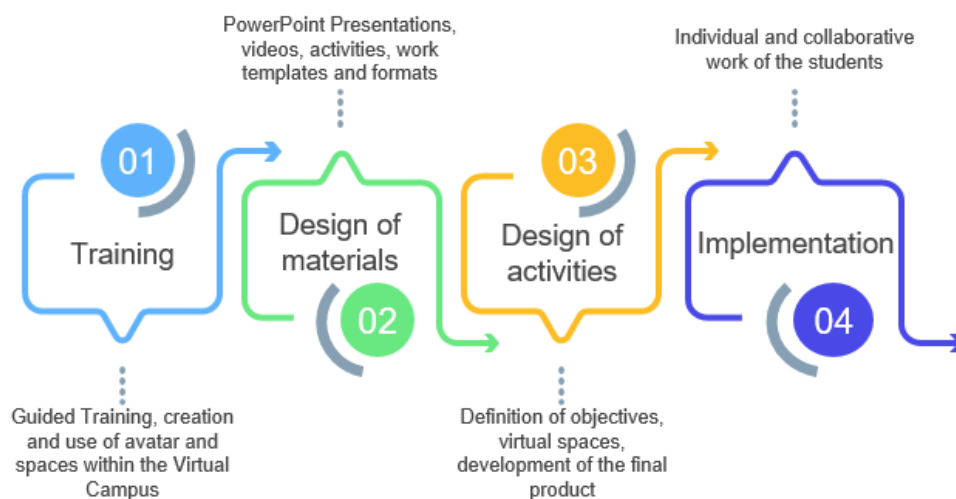 PowerPoint Presentations,
videos, activities, work
templates and formats
Individual and collaborative
work of the students
01
03
Training
Design of
materials
Design of
activities
Implementation
02
04
Guided Training, creation
and use of avatar and
spaces within the Virtual
Campus
Definition of objectives,
virtual spaces,
development of the final
product